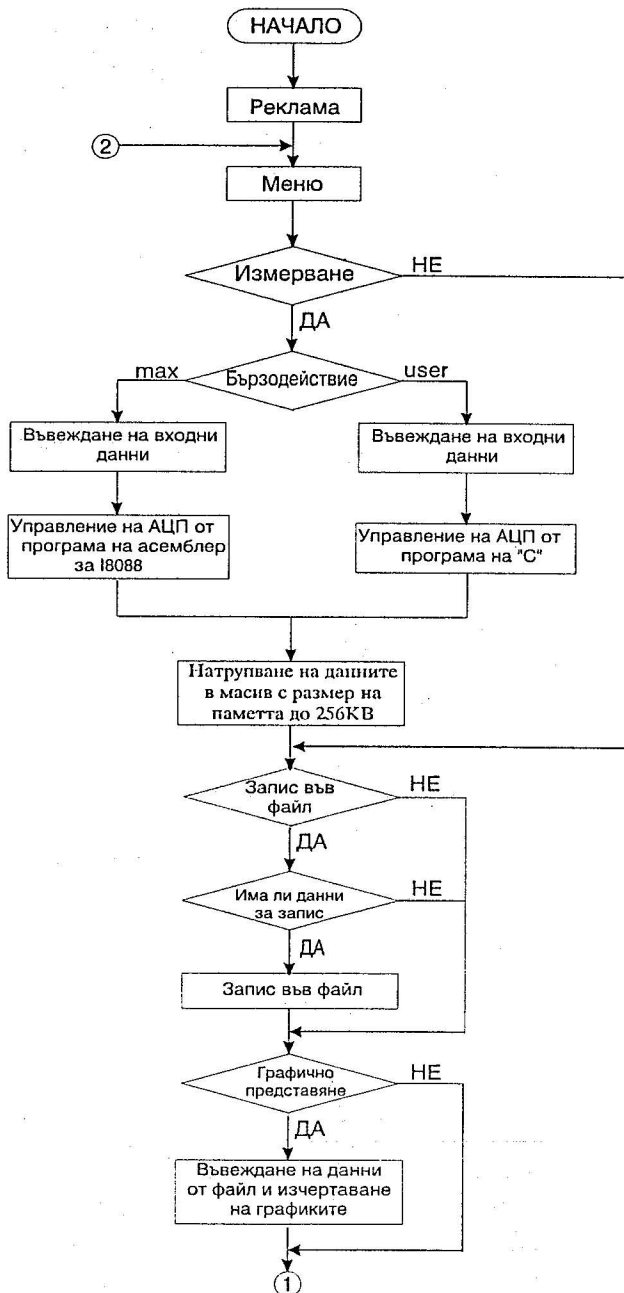 НАЧАЛО
Реклама
2
Меню
Измерване
НЕ
ДА
max
Бързодействие
user
Въвеждане на входни
данни
Въвеждане на входни
данни
Управление на АЦП от
програма на асемблер
за I8088
Управление на АЦП от
програма на "С"
Натрупване на данните
в масив с размер на
паметта до 256КВ
Запис във
файл
НЕ
ДА
Има ли данни
за запис
НЕ
ДА
Запис във файл
Графично
представяне
НЕ
ДА
Въвеждане на данни
от файл и изчертаване
на графиките
1